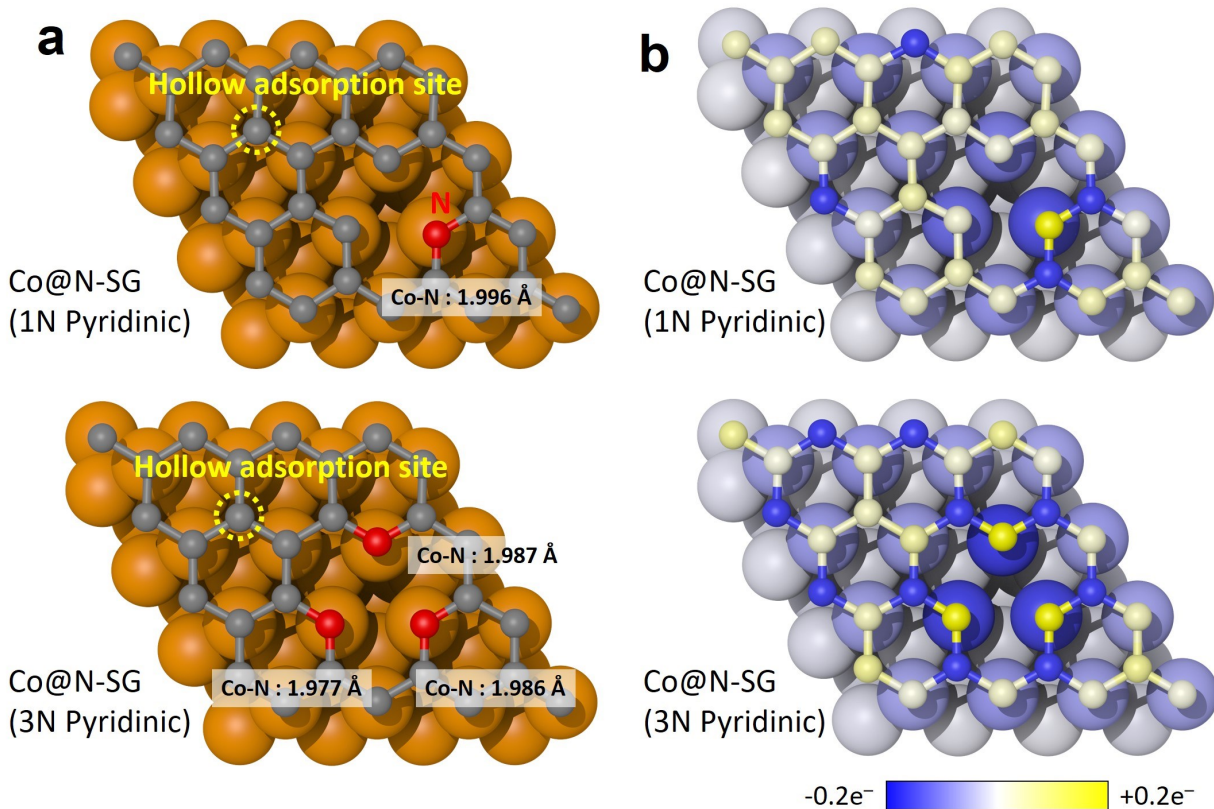 a
Hollow adsorption site
N
Co@N-SG
(1N Pyridinic)
Co-N : 1.996 Å
Hollow adsorption site
Co-N : 1.987 Å
Co@N-SG
(3N Pyridinic)
Co-N : 1.977 Å
Co-N : 1.986 Å
b
Co@N-SG
(1N Pyridinic)
Co@N-SG
(3N Pyridinic)
-0.2e⁻
+0.2e⁻